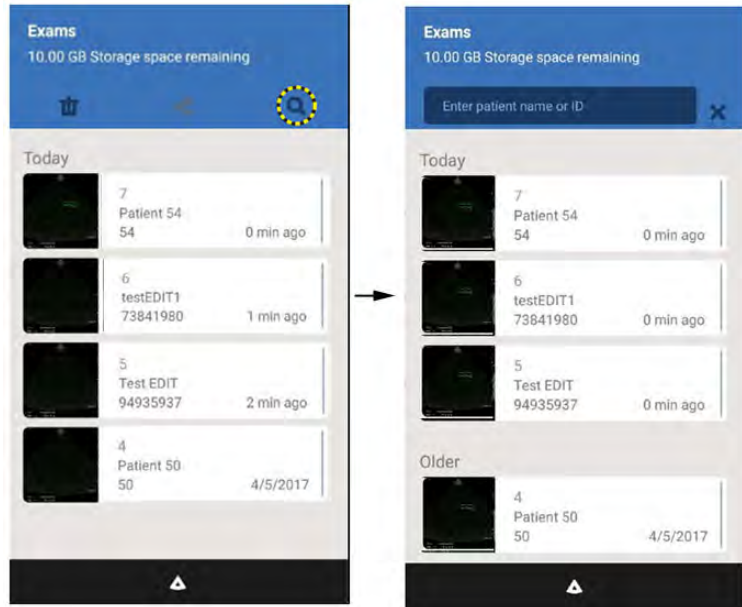 Exams
10.00 GB Storage space remaining
Today
7
Patient 54
54 0 min ago
6
testEDIT1
73841980 1 min ago
5
Test EDIT
94935937 2 min ago
4
Patient 50
50 4/5/2017
Exams
10.00 GB Storage space remaining
Enter patient name or ID
Today
7
Patient 54
54 0 min ago
6
testEDIT1
73841980 0 min ago
5
Test EDIT
94935937 0 min ago
Older
4
Patient 50
50 4/5/2017